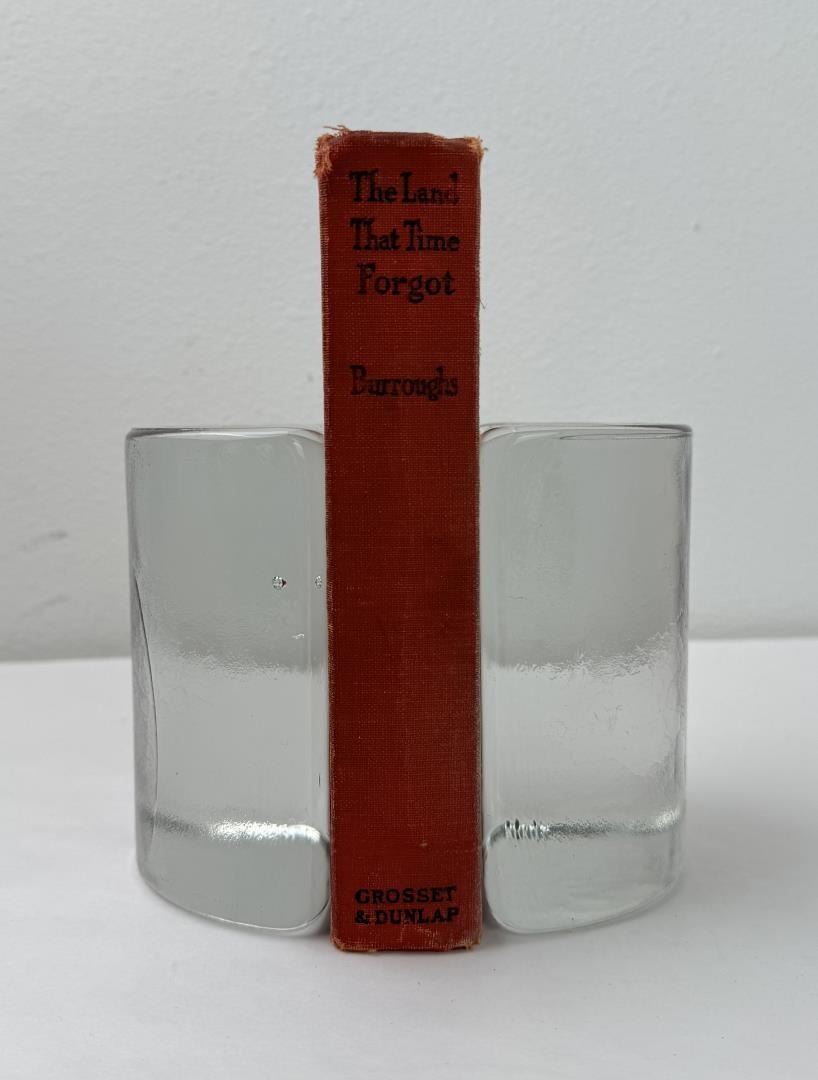 The Land
That Time
Forgot
Burroughs
GROSSET
& DUNLAP